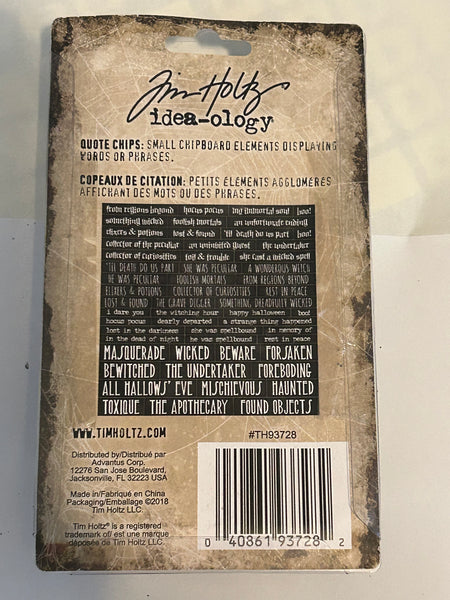 Tim Holtz
idea-ology
QUOTE CHIPS: SMALL CHIPBOARD ELEMENTS DISPLAYING
WORDS OR PHRASES.
COPEAUX DE CITATION: PETITS ÉLÉMENTS AGGLOMÉRÉS
AFFICHANT DES MOTS OU DES PHRASES.
from regions beyond hocus pocus my immortal soul boo!
something wicked foolish mortals an unfortunate ending
elixers & potions lost & found 'til death do us part boo!
collector of the peculiar an uninvited guest the undertaker
collector of curiosities toil & trouble she cast a wicked spell
'TIL DEATH DO US PART SHE WAS PECULIAR A WONDEROUS WITCH
HE WAS PECULIAR FOOLISH MORTALS FROM REGIONS BEYOND
ELIXERS & POTIONS COLLECTOR OF CURIOSITIES REST IN PEACE
LOST & FOUND THE GRAVE DIGGER SOMETHING, DREADFULLY WICKED
i dare you the witching hour happy halloween boo!
hocus pocus dearly departed a strange thing happened
lost in the darkness she was spellbound in memory of
in the dead of night he was spellbound rest in peace
MASQUERADE WICKED BEWARE FORSAKEN
BEWITCHED THE UNDERTAKER FOREBODING
ALL HALLOWS' EVE MISCHIEVOUS HAUNTED
TOXIQUE THE APOTHECARY FOUND OBJECTS
WWW.TIMHOLTZ.COM #TH93728
Distributed by/Distribué par
Advantus Corp.
12276 San Jose Boulevard,
Jacksonville, FL 32223 USA
Made in/Fabriqué en China
Packaging/Emballage ©2018
Tim Holtz LLC.
Tim Holtz® is a registered
trademark of/ est une marque
déposée de Tim Holtz LLC.
0 40861 93728 2